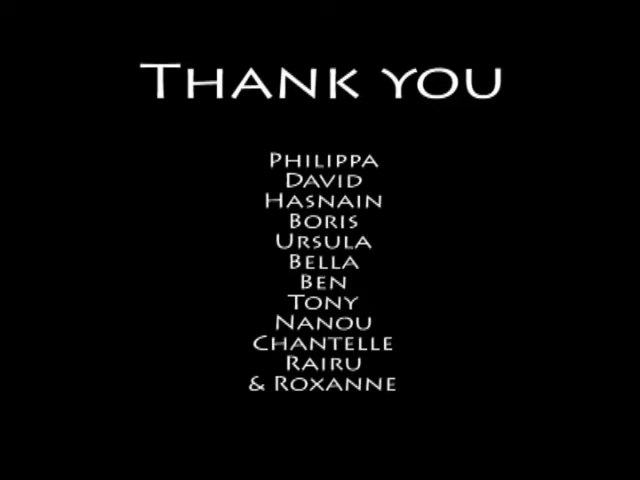 THANK YOU
PHILIPPA
DAVID
HASNAIN
BORIS
URSULA
BELLA
BEN
TONY
NANOU
CHANTELLE
RAIRU
& ROXANNE